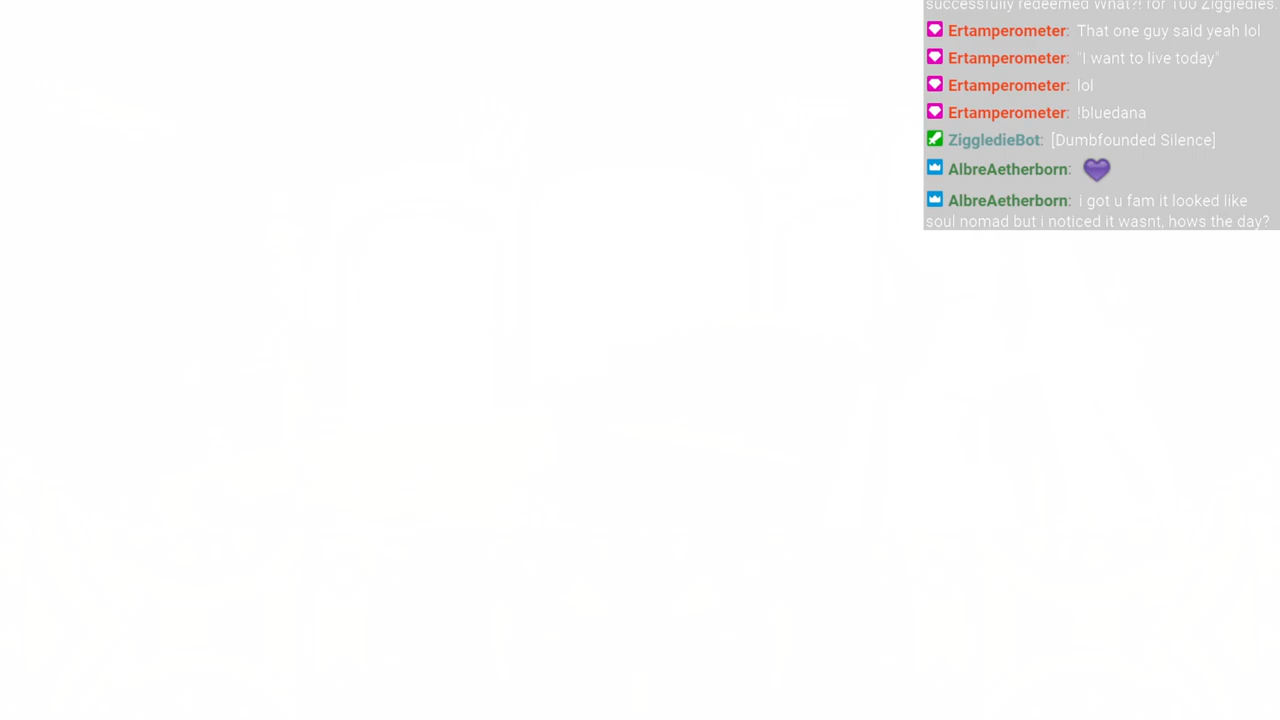 successfully redeemed What?! for 100 Ziggledies.
Ertamperometer: That one guy said yeah lol
Ertamperometer: "I want to live today"
Ertamperometer: lol
Ertamperometer: !bluedana
ZiggledieBot: [Dumbfounded Silence]
AlbreAetherborn: 💜
AlbreAetherborn: i got u fam it looked like
soul nomad but i noticed it wasnt, hows the day?